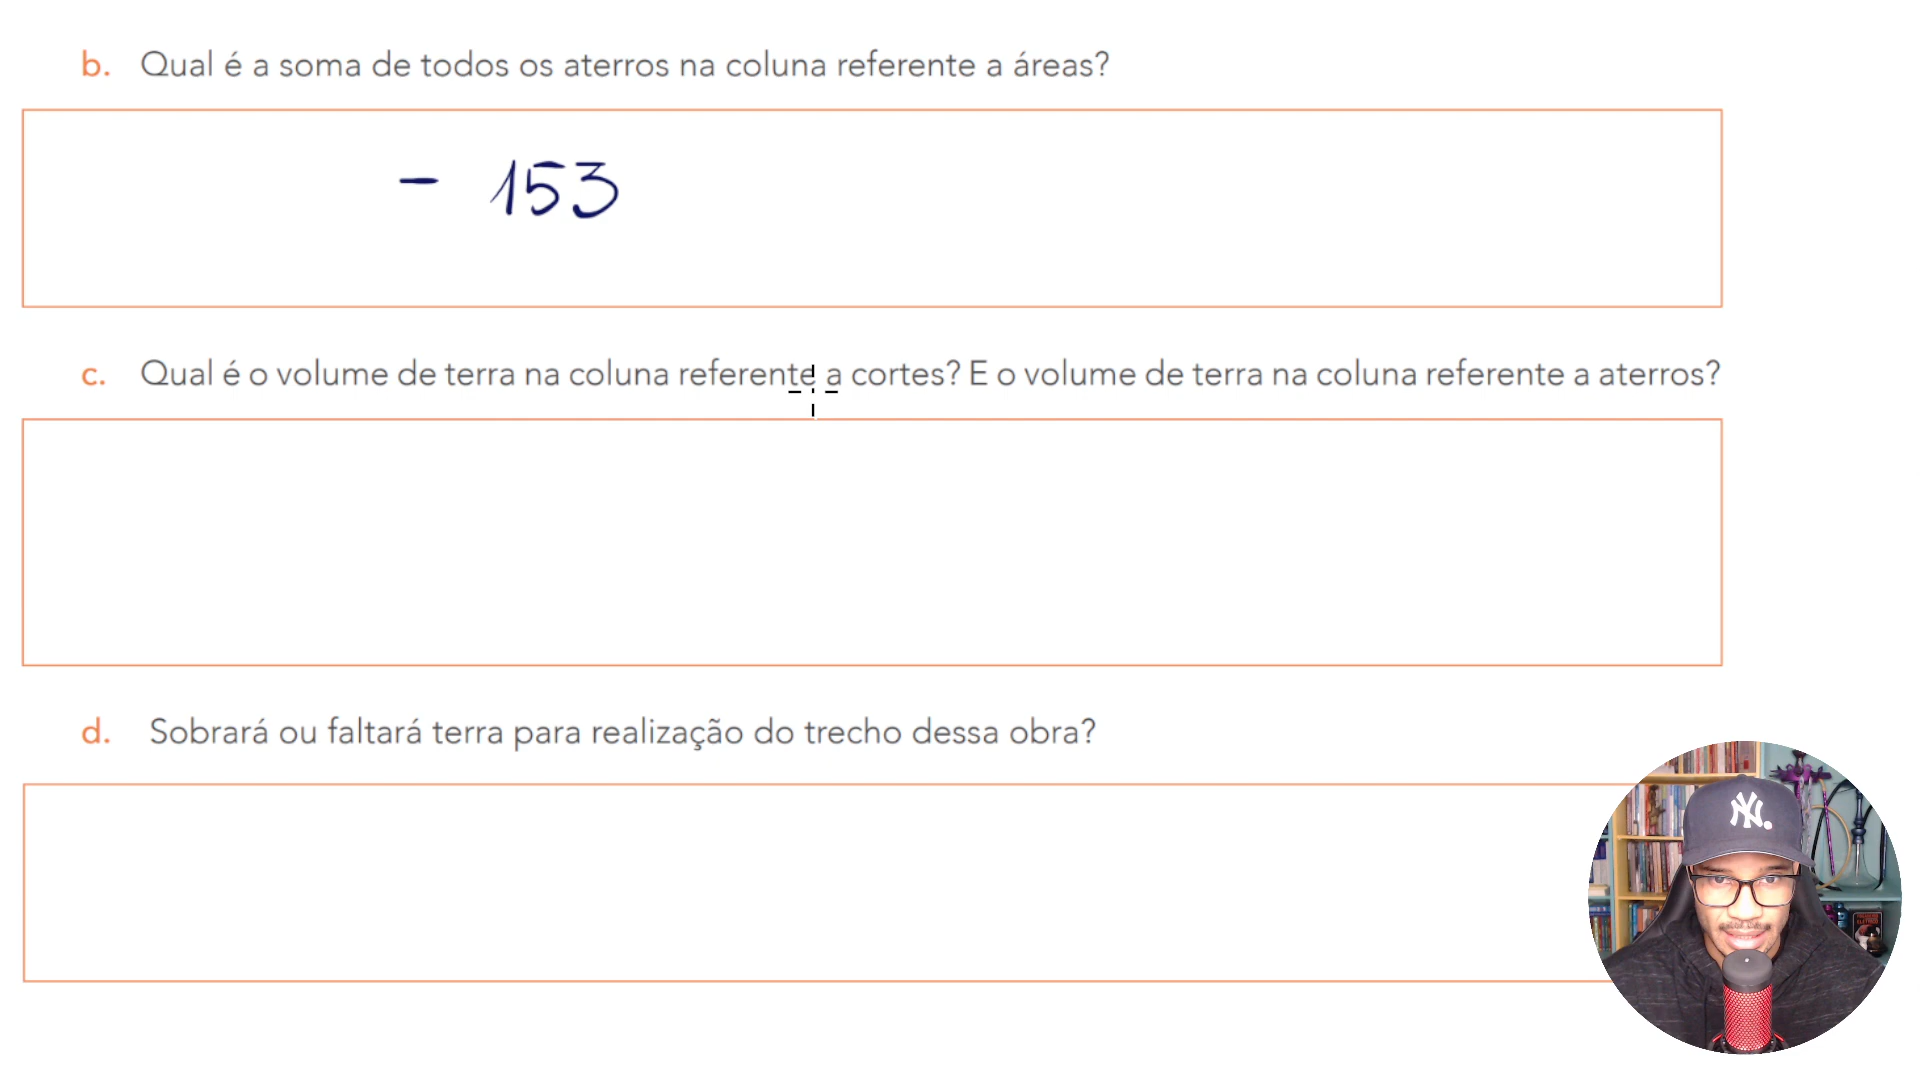 b. Qual é a soma de todos os aterros na coluna referente a áreas?
- 153
c. Qual é o volume de terra na coluna referente a cortes? E o volume de terra na coluna referente a aterros?
d. Sobrará ou faltará terra para realização do trecho dessa obra?
NY